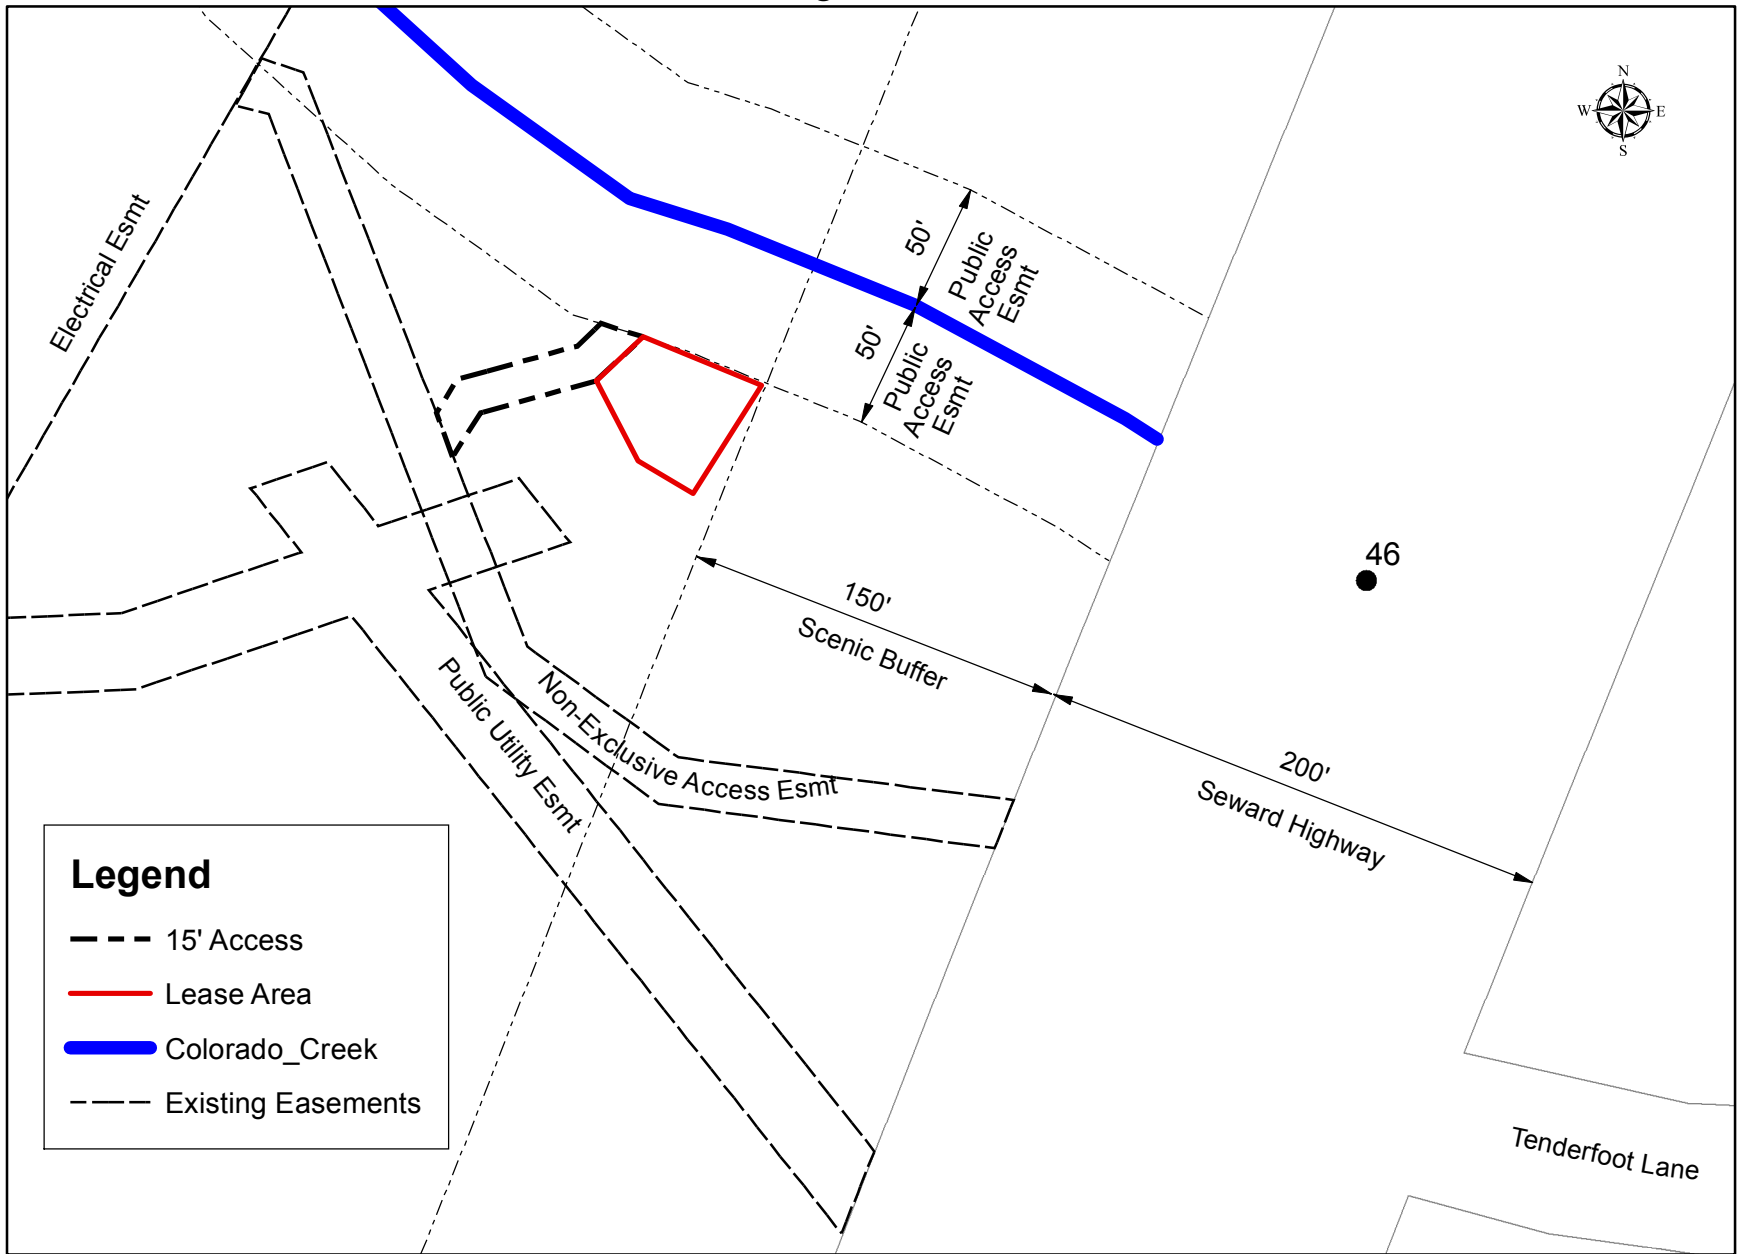 N
W
E
S
Electrical Esmt
50'
Public
Access
Esmt
50'
Public
Access
Esmt
46
150'
Scenic Buffer
200'
Seward Highway
Public Utility Esmt
Non-Exclusive Access Esmt
Legend
15' Access
Lease Area
Colorado_Creek
Existing Easements
Tenderfoot Lane